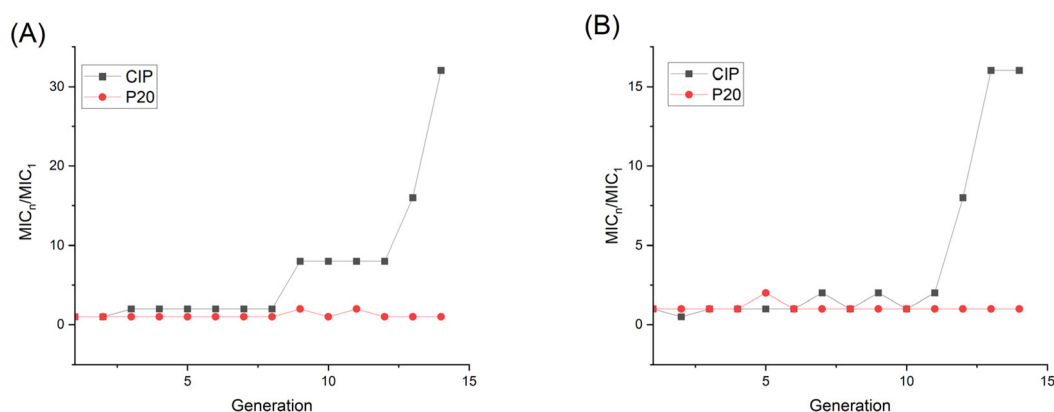 (A)
CIP
P20
30
20
10
0
MICₙ/MIC₁
5
10
15
Generation
(B)
CIP
P20
15
10
5
0
MICₙ/MIC₁
5
10
15
Generation